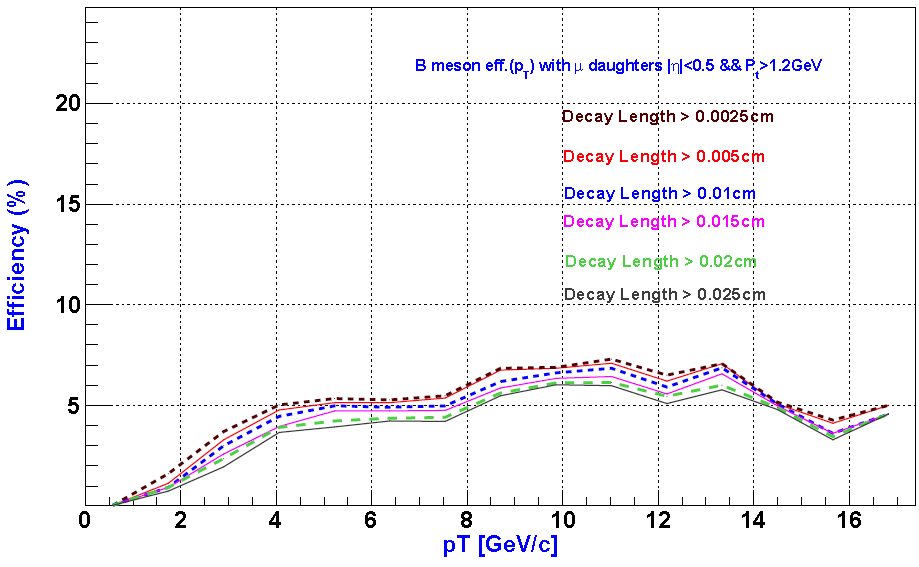 B meson eff.(pT) with μ daughters |η|<0.5 && Pt>1.2GeV
20
Decay Length > 0.0025cm
Decay Length > 0.005cm
Decay Length > 0.01cm
15
Decay Length > 0.015cm
Decay Length > 0.02cm
Decay Length > 0.025cm
10
5
Efficiency (%)
0 2 4 6 8 10 12 14 16
pT [GeV/c]